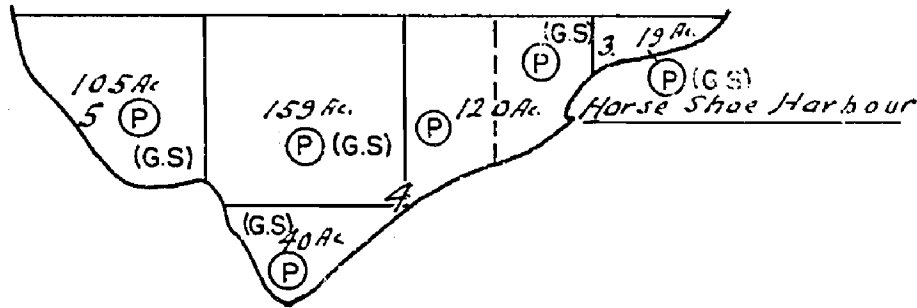 (G.S)
3. 19 Ac.
P
P (G.S)
105 Ac
5 P
(G.S)
159 Ac.
P (G.S)
P 120 Ac.
Horse Shoe Harbour
4
(G.S)
40 Ac
P